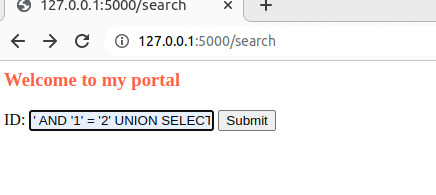 127.0.0.1:5000/search
127.0.0.1:5000/search
Welcome to my portal
ID: ' AND '1' = '2' UNION SELECT Submit